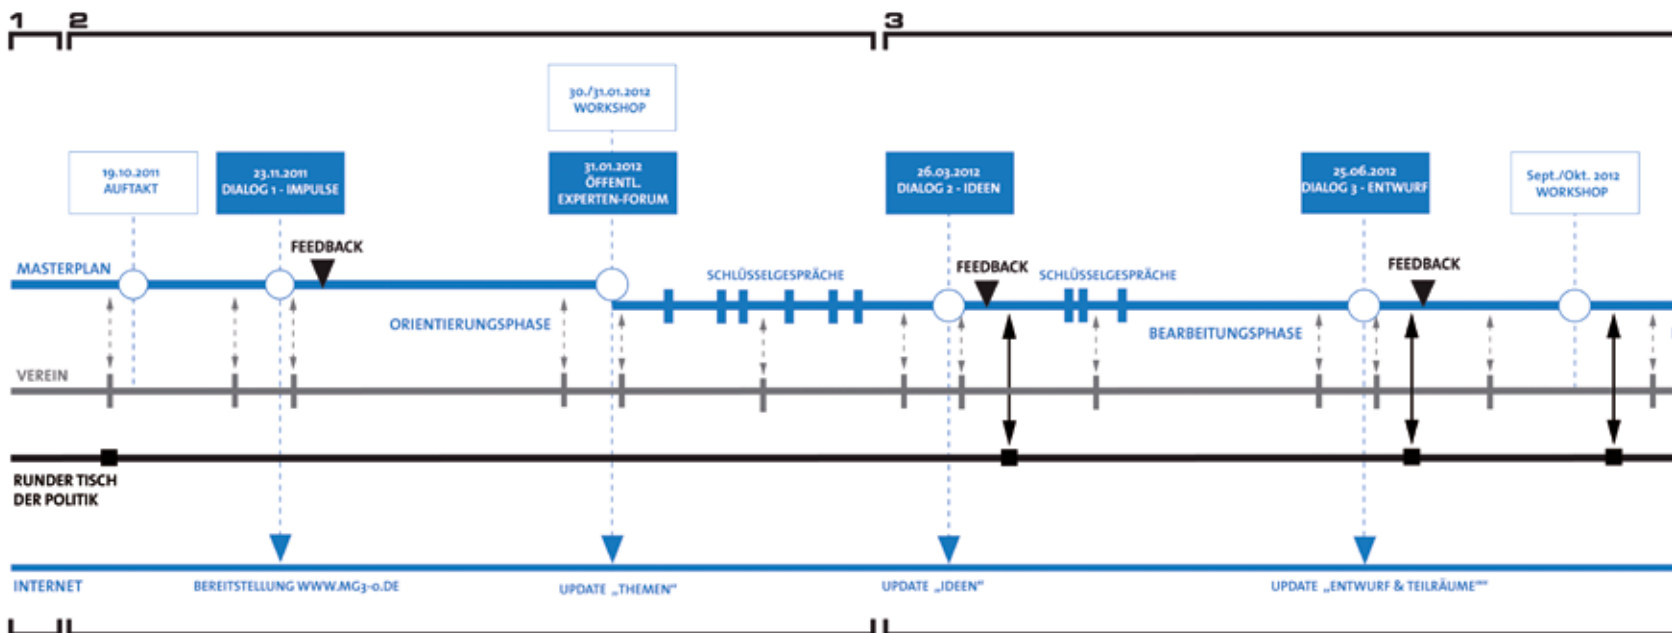 1
2
3
30./31.01.2012
WORKSHOP
19.10.2011
AUFTAKT
23.11.2011
DIALOG 1 - IMPULSE
31.01.2012
ÖFFENTL.
EXPERTEN-FORUM
26.03.2012
DIALOG 2 - IDEEN
25.06.2012
DIALOG 3 - ENTWURF
Sept./Okt. 2012
WORKSHOP
MASTERPLAN
FEEDBACK
SCHLÜSSELGESPRÄCHE
FEEDBACK
SCHLÜSSELGESPRÄCHE
FEEDBACK
ORIENTIERUNGSPHASE
BEARBEITUNGSPHASE
VEREIN
RUNDER TISCH
DER POLITIK
INTERNET
BEREITSTELLUNG WWW.MG3-0.DE
UPDATE „THEMEN“
UPDATE „IDEEN“
UPDATE „ENTWURF & TEILRÄUME““